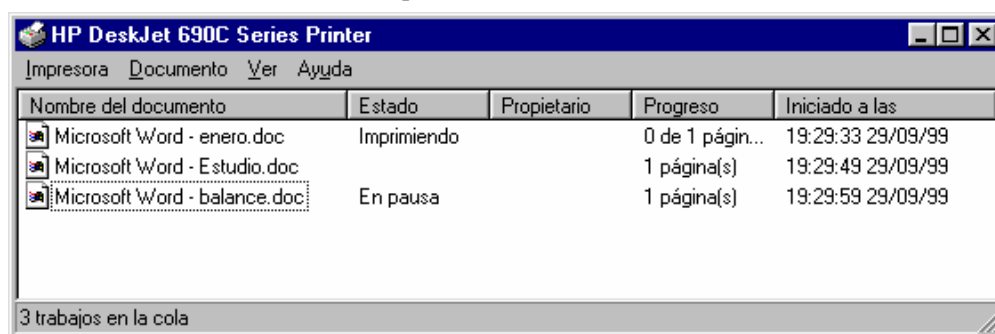 HP DeskJet 690C Series Printer
Impresora Documento Ver Ayuda
Nombre del documento Estado Propietario Progreso Iniciado a las
Microsoft Word - enero.doc Imprimiendo 0 de 1 págin... 19:29:33 29/09/99
Microsoft Word - Estudio.doc 1 página(s) 19:29:49 29/09/99
Microsoft Word - balance.doc En pausa 1 página(s) 19:29:59 29/09/99
3 trabajos en la cola